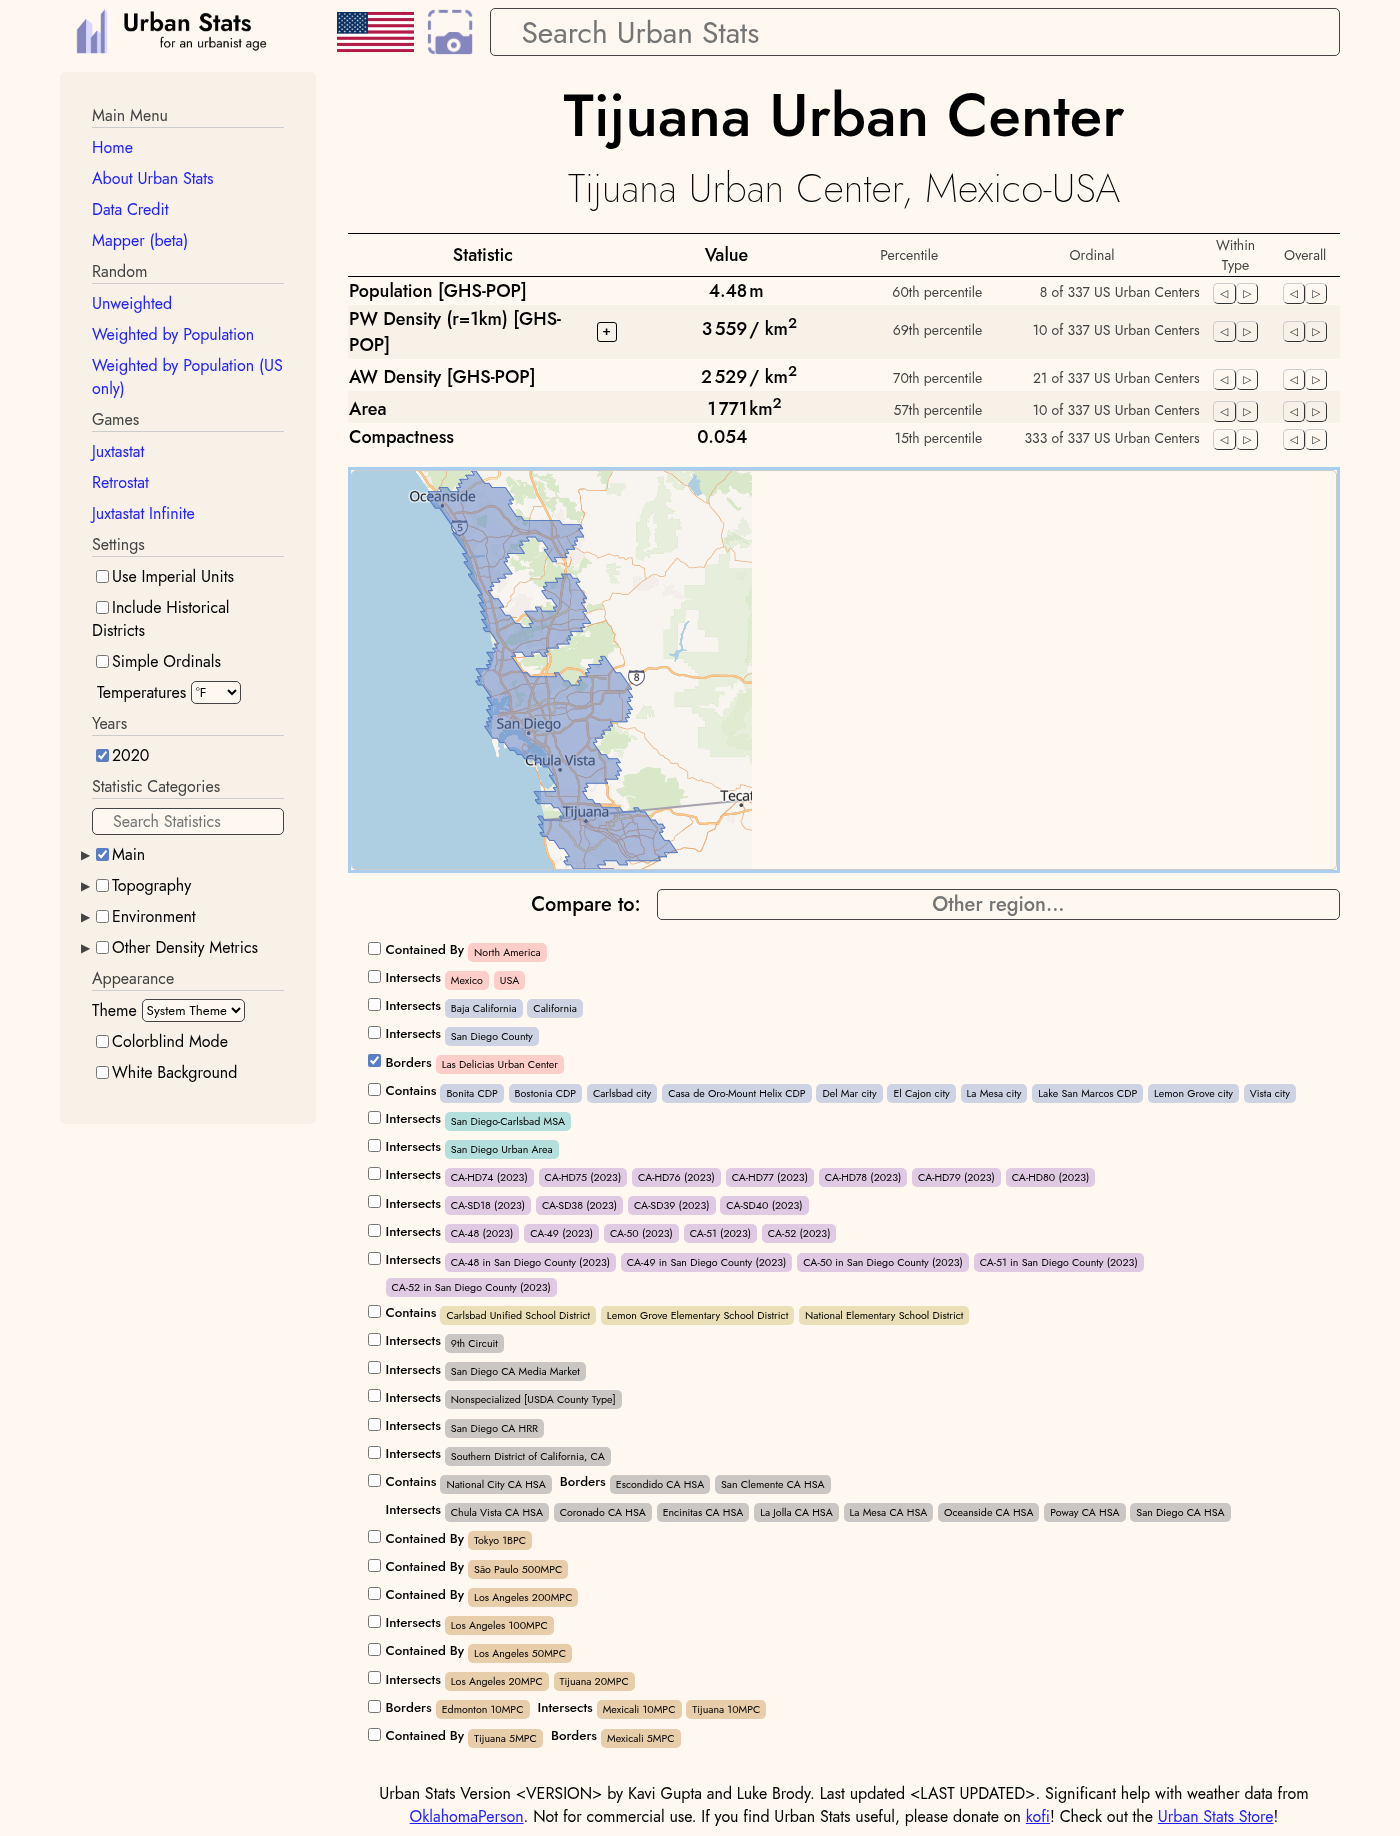 Urban Stats
for an urbanist age
Search Urban Stats
Main Menu
Home
About Urban Stats
Data Credit
Mapper (beta)
Random
Unweighted
Weighted by Population
Weighted by Population (US
only)
Games
Juxtastat
Retrostat
Juxtastat Infinite
Settings
Use Imperial Units
Include Historical
Districts
Simple Ordinals
Temperatures °F
Years
2020
Statistic Categories
Search Statistics
Main
Topography
Environment
Other Density Metrics
Appearance
Theme System Theme
Colorblind Mode
White Background
Tijuana Urban Center
Tijuana Urban Center, Mexico-USA
Statistic Value Percentile Ordinal Within Type Overall
Population [GHS-POP] 4.48 m 60th percentile 8 of 337 US Urban Centers
PW Density (r=1km) [GHS-POP] + 3 559 / km2 69th percentile 10 of 337 US Urban Centers
AW Density [GHS-POP] 2 529 / km2 70th percentile 21 of 337 US Urban Centers
Area 1 771 km2 57th percentile 10 of 337 US Urban Centers
Compactness 0.054 15th percentile 333 of 337 US Urban Centers
Oceanside
5
8
San Diego
Chula Vista
Tijuana
Tecat
Compare to: Other region...
Contained By North America
Intersects Mexico USA
Intersects Baja California California
Intersects San Diego County
Borders Las Delicias Urban Center
Contains Bonita CDP Bostonia CDP Carlsbad city Casa de Oro-Mount Helix CDP Del Mar city El Cajon city La Mesa city Lake San Marcos CDP Lemon Grove city Vista city
Intersects San Diego-Carlsbad MSA
Intersects San Diego Urban Area
Intersects CA-HD74 (2023) CA-HD75 (2023) CA-HD76 (2023) CA-HD77 (2023) CA-HD78 (2023) CA-HD79 (2023) CA-HD80 (2023)
Intersects CA-SD18 (2023) CA-SD38 (2023) CA-SD39 (2023) CA-SD40 (2023)
Intersects CA-48 (2023) CA-49 (2023) CA-50 (2023) CA-51 (2023) CA-52 (2023)
Intersects CA-48 in San Diego County (2023) CA-49 in San Diego County (2023) CA-50 in San Diego County (2023) CA-51 in San Diego County (2023)
CA-52 in San Diego County (2023)
Contains Carlsbad Unified School District Lemon Grove Elementary School District National Elementary School District
Intersects 9th Circuit
Intersects San Diego CA Media Market
Intersects Nonspecialized [USDA County Type]
Intersects San Diego CA HRR
Intersects Southern District of California, CA
Contains National City CA HSA Borders Escondido CA HSA San Clemente CA HSA
Intersects Chula Vista CA HSA Coronado CA HSA Encinitas CA HSA La Jolla CA HSA La Mesa CA HSA Oceanside CA HSA Poway CA HSA San Diego CA HSA
Contained By Tokyo 1BPC
Contained By São Paulo 500MPC
Contained By Los Angeles 200MPC
Intersects Los Angeles 100MPC
Contained By Los Angeles 50MPC
Intersects Los Angeles 20MPC Tijuana 20MPC
Borders Edmonton 10MPC Intersects Mexicali 10MPC Tijuana 10MPC
Contained By Tijuana 5MPC Borders Mexicali 5MPC
Urban Stats Version <VERSION> by Kavi Gupta and Luke Brody. Last updated <LAST UPDATED>. Significant help with weather data from
OklahomaPerson. Not for commercial use. If you find Urban Stats useful, please donate on kofi! Check out the Urban Stats Store!